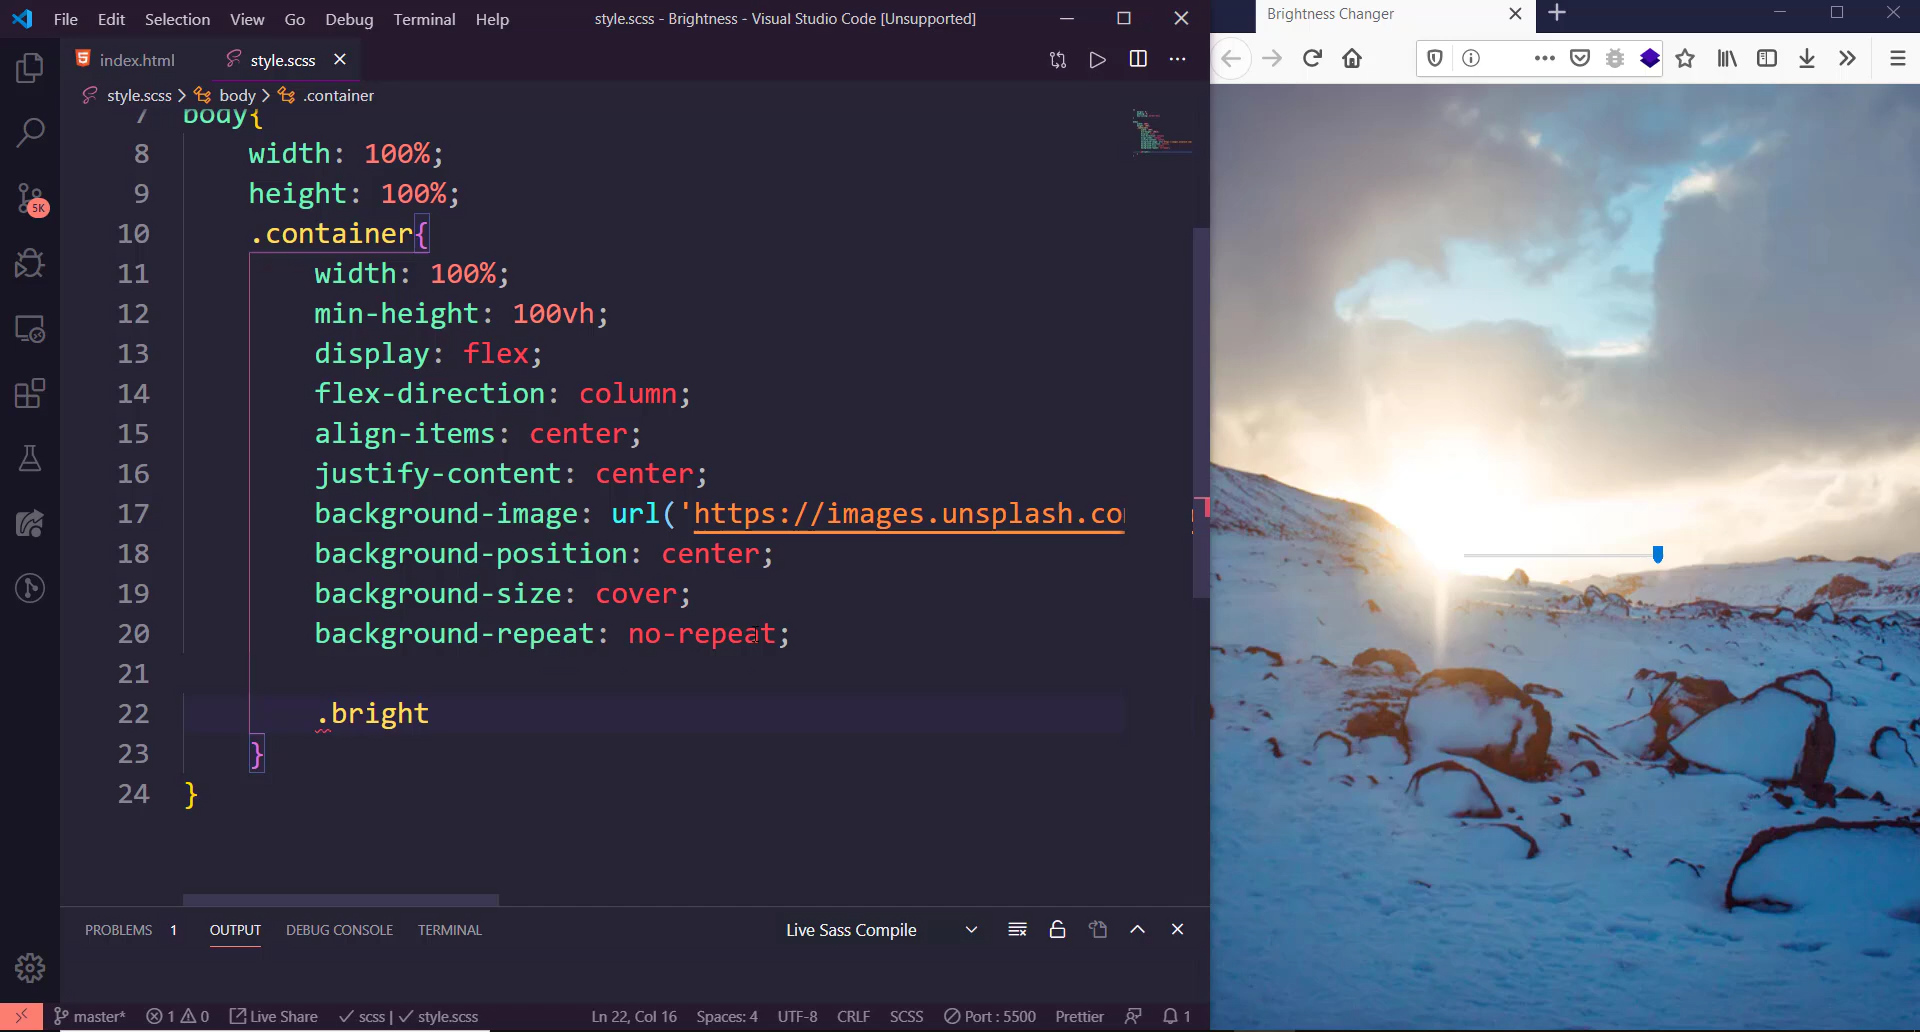 File Edit Selection View Go Debug Terminal Help
style.scss - Brightness - Visual Studio Code [Unsupported]
Brightness Changer
index.html
style.scss
style.scss > body > .container
5K
7 body{
8 width: 100%;
9 height: 100%;
10 .container{
11 width: 100%;
12 min-height: 100vh;
13 display: flex;
14 flex-direction: column;
15 align-items: center;
16 justify-content: center;
17 background-image: url('https://images.unsplash.co
18 background-position: center;
19 background-size: cover;
20 background-repeat: no-repeat;
21
22 .bright
23 }
24 }
PROBLEMS 1 OUTPUT DEBUG CONSOLE TERMINAL
Live Sass Compile
master* 1 0 Live Share scss | style.scss
Ln 22, Col 16 Spaces: 4 UTF-8 CRLF SCSS Port : 5500 Prettier 1